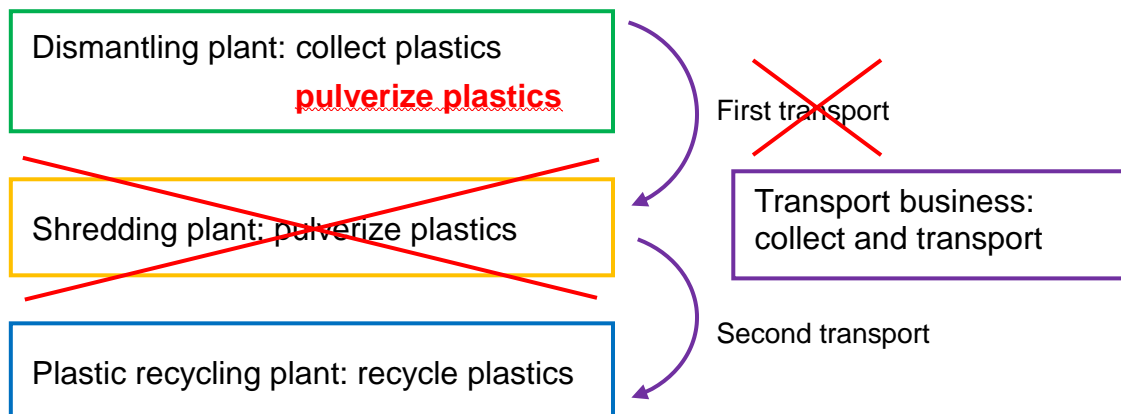 Dismantling plant: collect plastics
pulverize plastics
First transport
Shredding plant: pulverize plastics
Transport business:
collect and transport
Second transport
Plastic recycling plant: recycle plastics